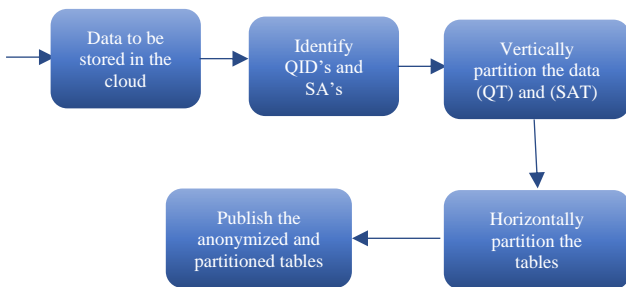 Data to be
stored in the
cloud
Identify
QID's and
SA's
Vertically
partition the data
(QT) and (SAT)
Horizontally
partition the
tables
Publish the
anonymized and
partitioned tables